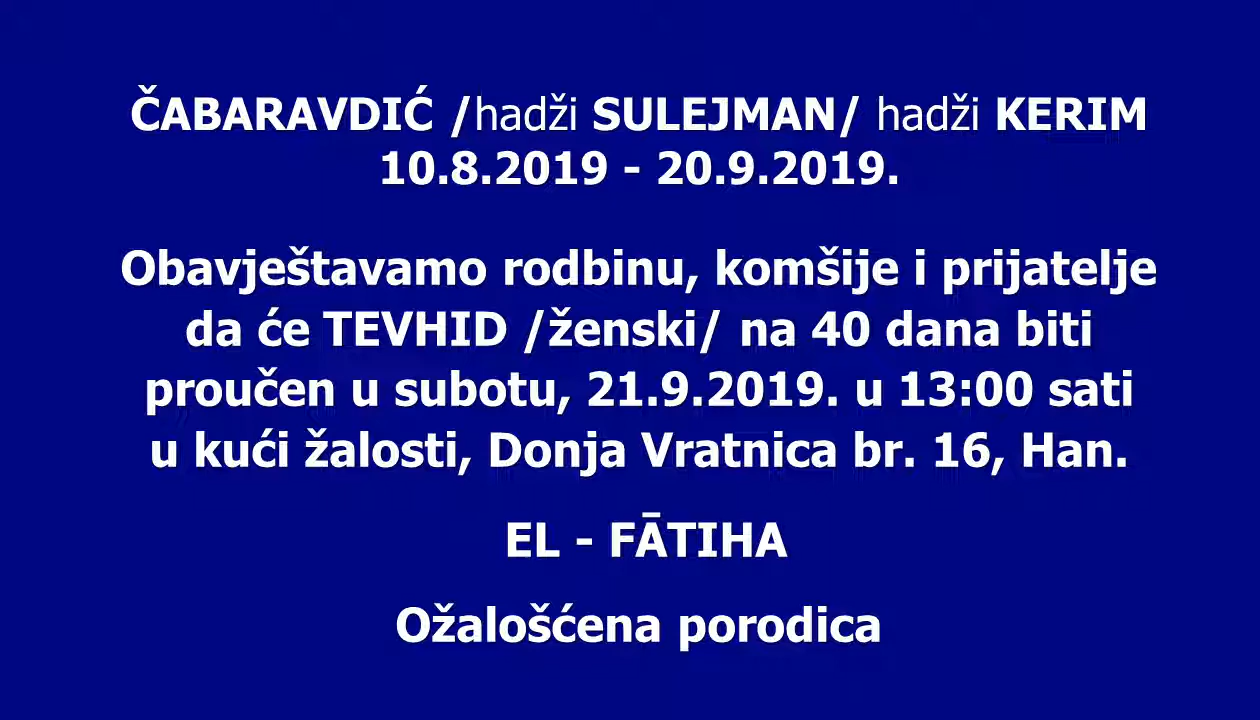 ČABARAVDIĆ /hadži SULEJMAN/ hadži KERIM
10.8.2019 - 20.9.2019.
Obavještavamo rodbinu, komšije i prijatelje
da će TEVHID /ženski/ na 40 dana biti
proučen u subotu, 21.9.2019. u 13:00 sati
u kući žalosti, Donja Vratnica br. 16, Han.
EL - FĀTIHA
Ožalošćena porodica